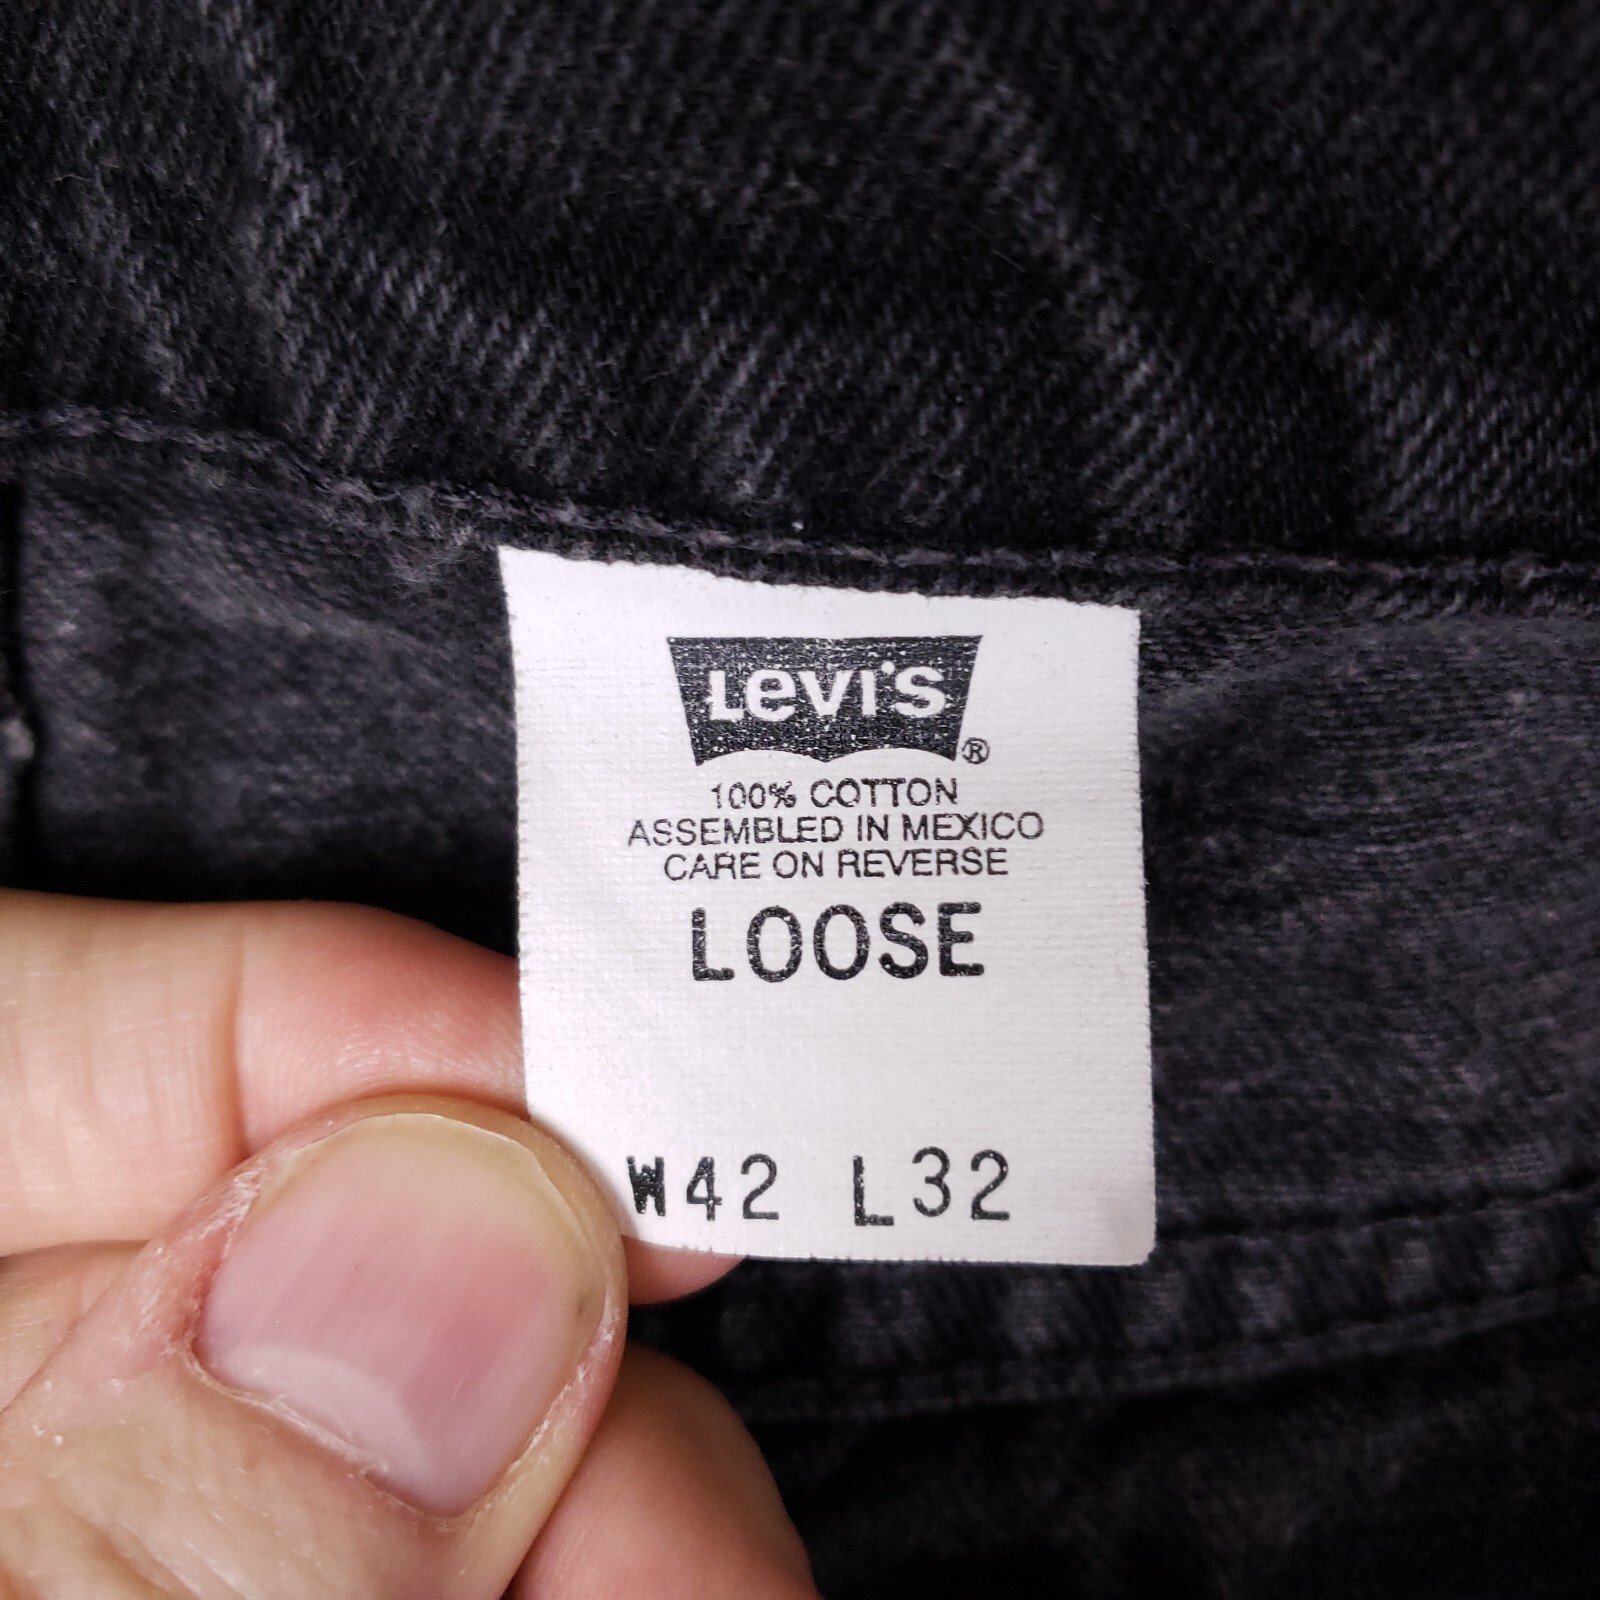 Levi's ®
100% COTTON
ASSEMBLED IN MEXICO
CARE ON REVERSE
LOOSE
W42 L32